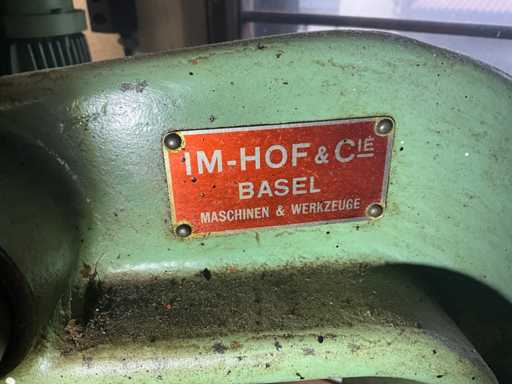 IM-HOF & CIE
BASEL
MASCHINEN & WERKZEUGE